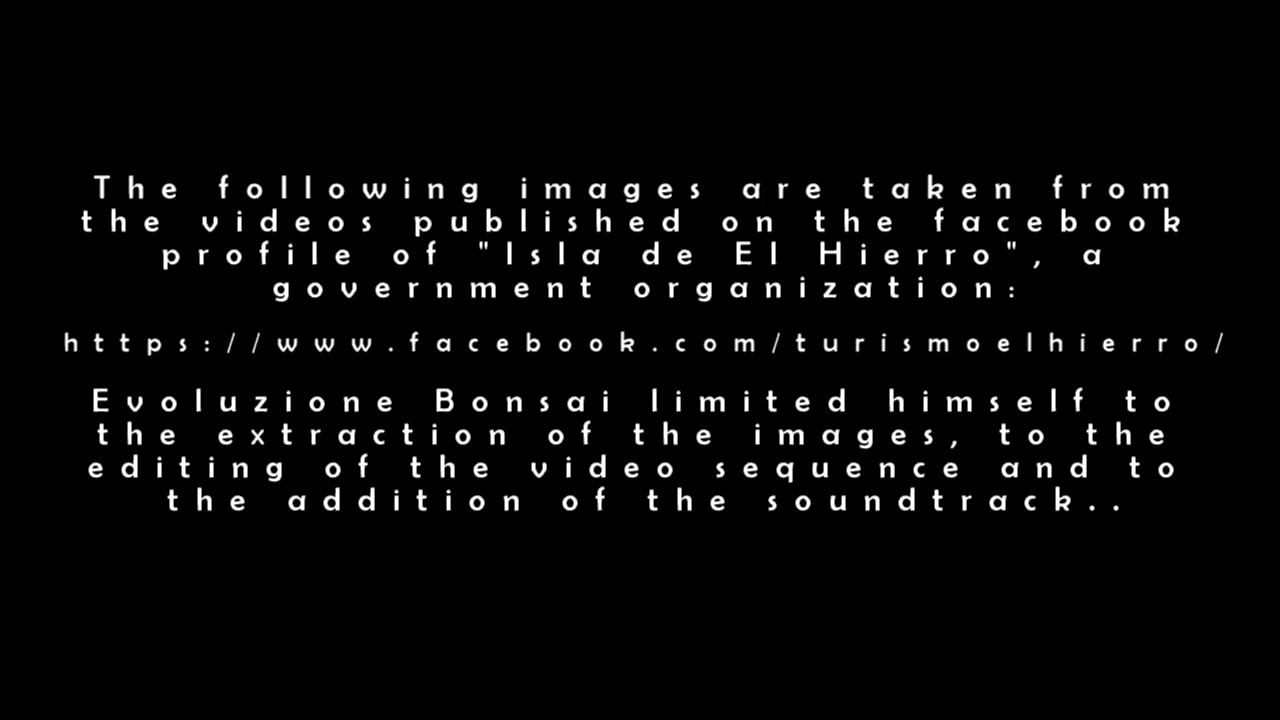 The following images are taken from
the videos published on the facebook
profile of "Isla de El Hierro", a
government organization:
https://www.facebook.com/turismoelhierro/
Evoluzione Bonsai limited himself to
the extraction of the images, to the
editing of the video sequence and to
the addition of the soundtrack..